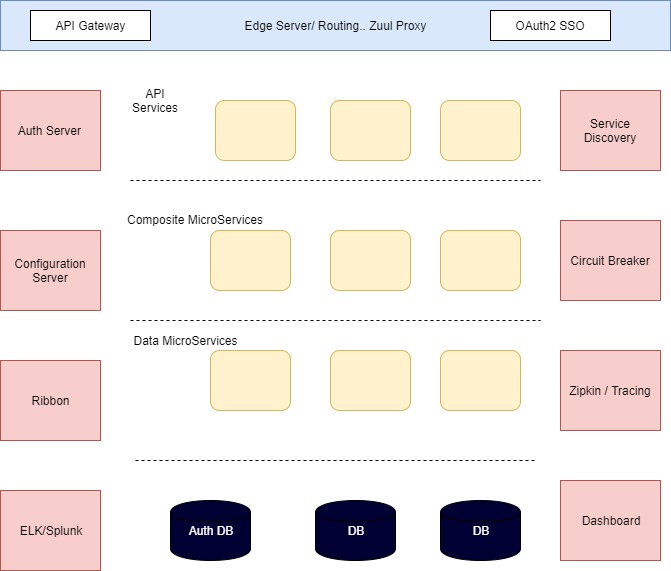 API Gateway
Edge Server/ Routing.. Zuul Proxy
OAuth2 SSO
API
Services
Auth Server
Service
Discovery
Composite MicroServices
Configuration
Server
Circuit Breaker
Data MicroServices
Ribbon
Zipkin / Tracing
ELK/Splunk
Auth DB
DB
DB
Dashboard